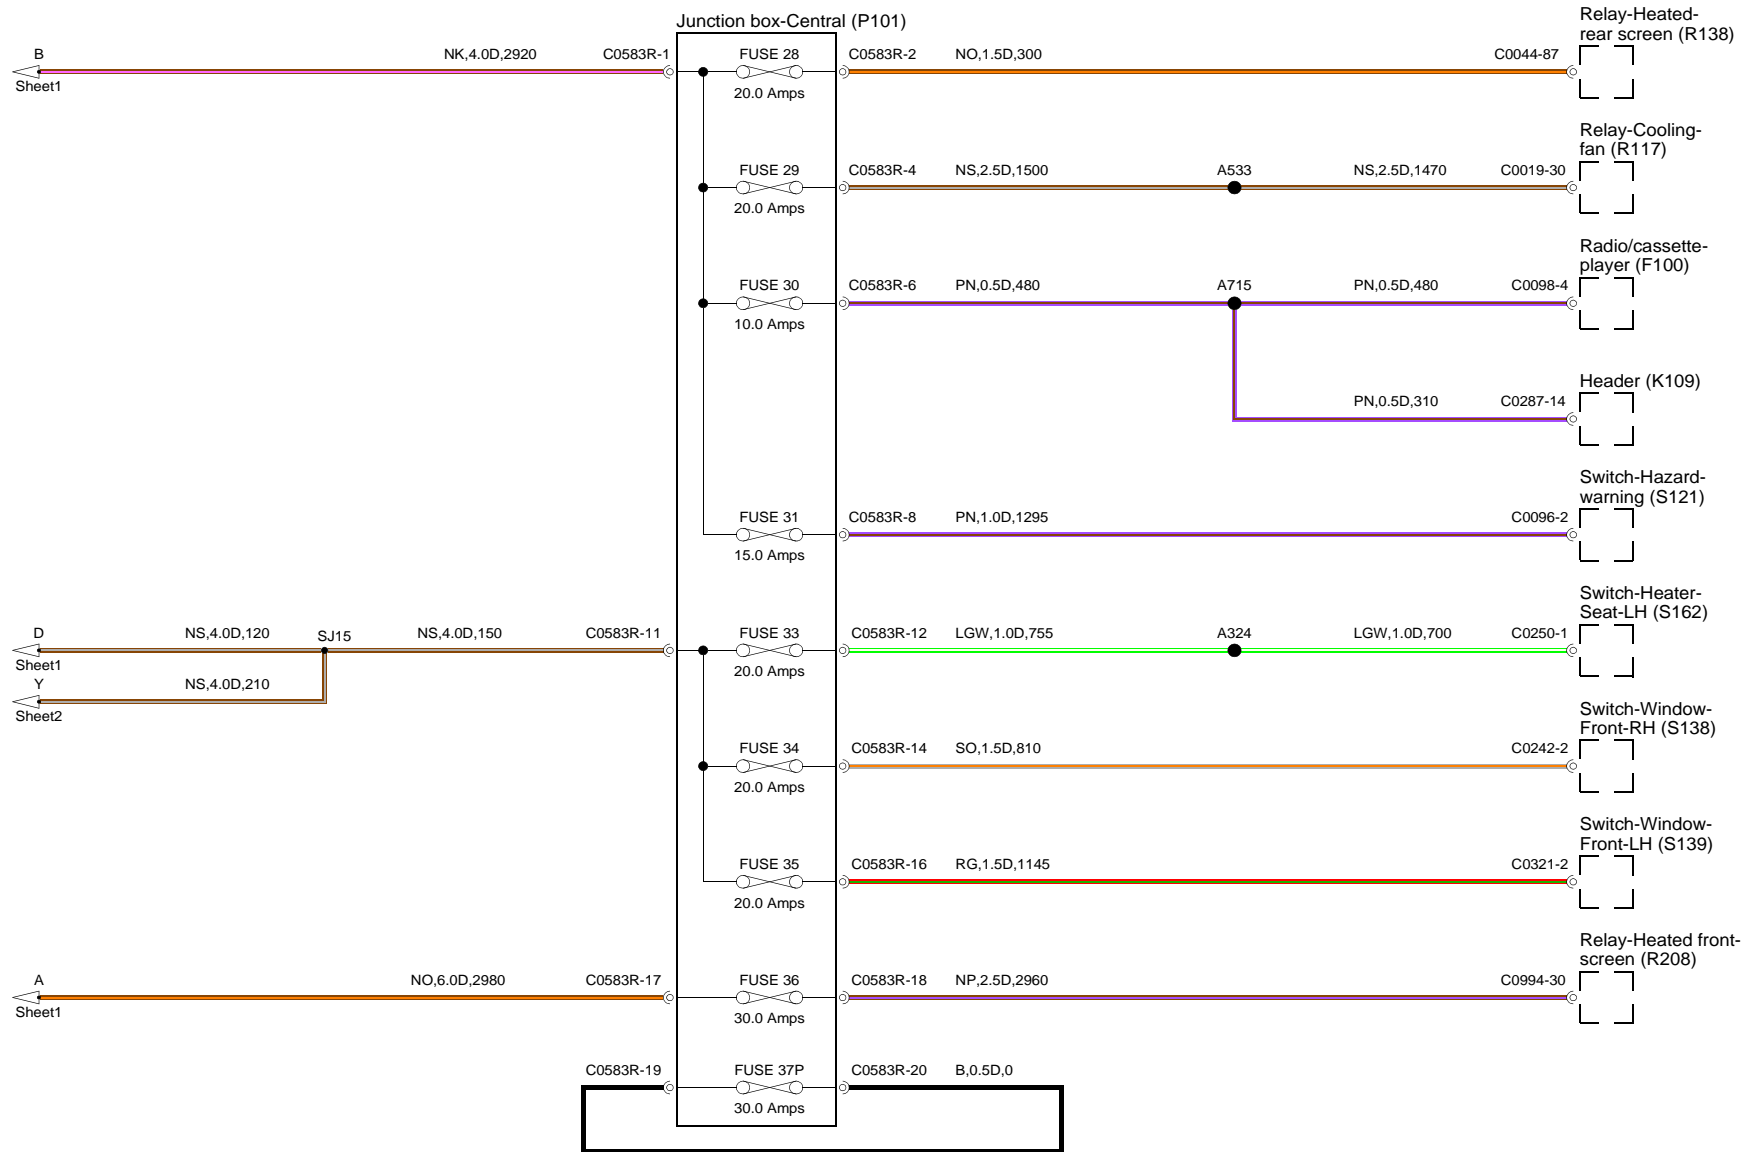 Junction box-Central (P101)
Relay-Heated-
rear screen (R138)
B NK,4.0D,2920 C0583R-1 FUSE 28 C0583R-2 NO,1.5D,300 C0044-87
Sheet1 20.0 Amps
Relay-Cooling-
fan (R117)
FUSE 29 C0583R-4 NS,2.5D,1500 A533 NS,2.5D,1470 C0019-30
20.0 Amps
Radio/cassette-
player (F100)
FUSE 30 C0583R-6 PN,0.5D,480 A715 PN,0.5D,480 C0098-4
10.0 Amps
Header (K109)
PN,0.5D,310 C0287-14
Switch-Hazard-
warning (S121)
FUSE 31 C0583R-8 PN,1.0D,1295 C0096-2
15.0 Amps
Switch-Heater-
Seat-LH (S162)
D NS,4.0D,120 SJ15 NS,4.0D,150 C0583R-11 FUSE 33 C0583R-12 LGW,1.0D,755 A324 LGW,1.0D,700 C0250-1
Sheet1 20.0 Amps
Y NS,4.0D,210
Sheet2
Switch-Window-
Front-RH (S138)
FUSE 34 C0583R-14 SO,1.5D,810 C0242-2
20.0 Amps
Switch-Window-
Front-LH (S139)
FUSE 35 C0583R-16 RG,1.5D,1145 C0321-2
20.0 Amps
Relay-Heated front-
screen (R208)
A NO,6.0D,2980 C0583R-17 FUSE 36 C0583R-18 NP,2.5D,2960 C0994-30
Sheet1 30.0 Amps
C0583R-19 FUSE 37P C0583R-20 B,0.5D,0
30.0 Amps